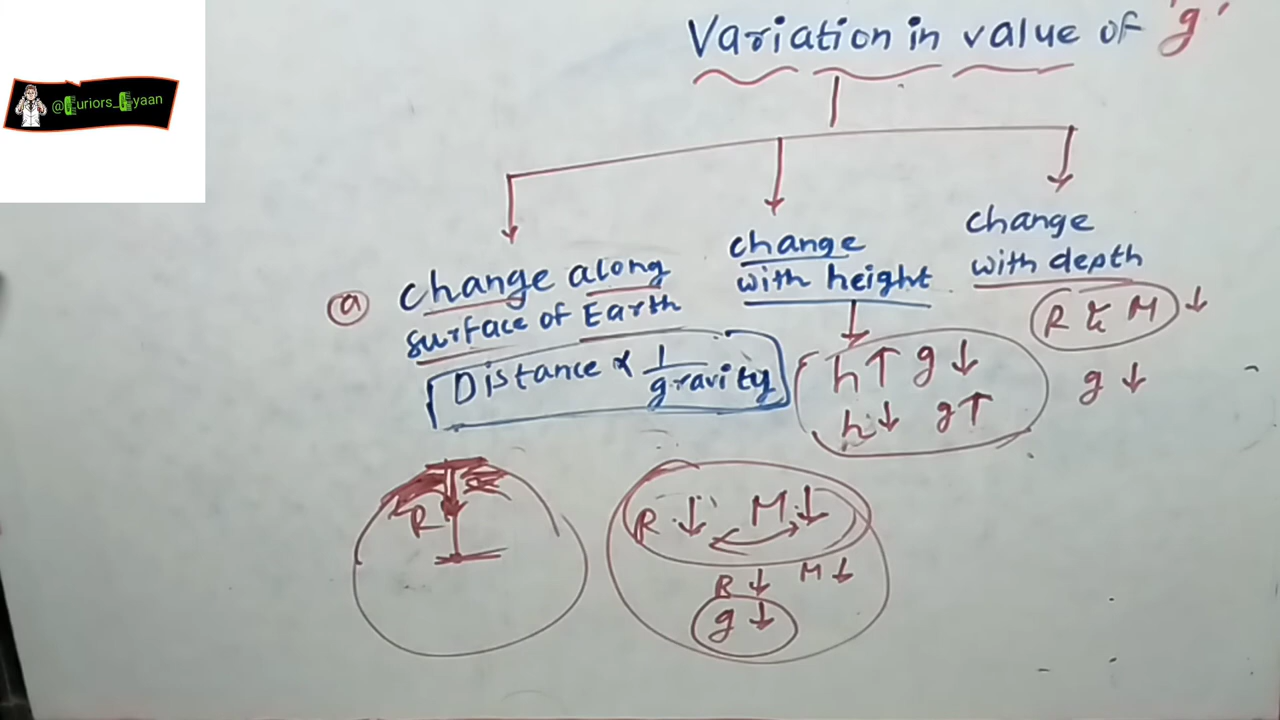 @Curiors_Gyaan
Variation in value of 'g'
(a) change along
surface of Earth
Distance ∝ 1/gravity
change
with height
h↑ g↓
h↓ g↑
change
with depth
R & M ↓
g ↓
R
R ↓ M ↓
R ↓ M ↓
g ↓